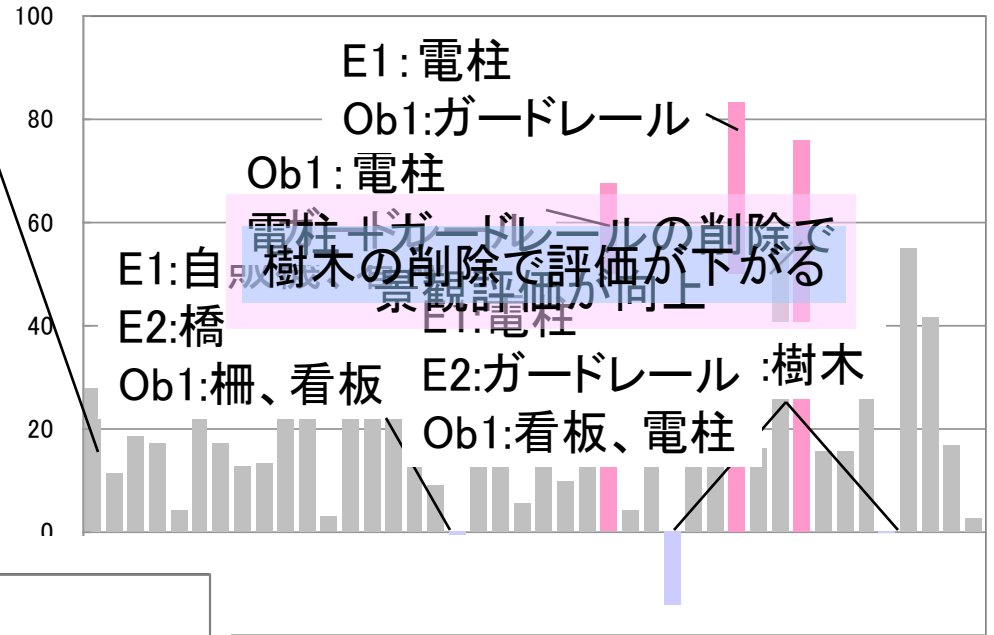 100
80
60
40
20
0
E1:電柱
Ob1:ガードレール
Ob1:電柱
電柱+ガードレールの削除で
景観評価が向上
樹木の削除で評価が下がる
E1:自
E2:橋
Ob1:柵、看板
E1:電柱
E2:ガードレール
Ob1:看板、電柱
:樹木